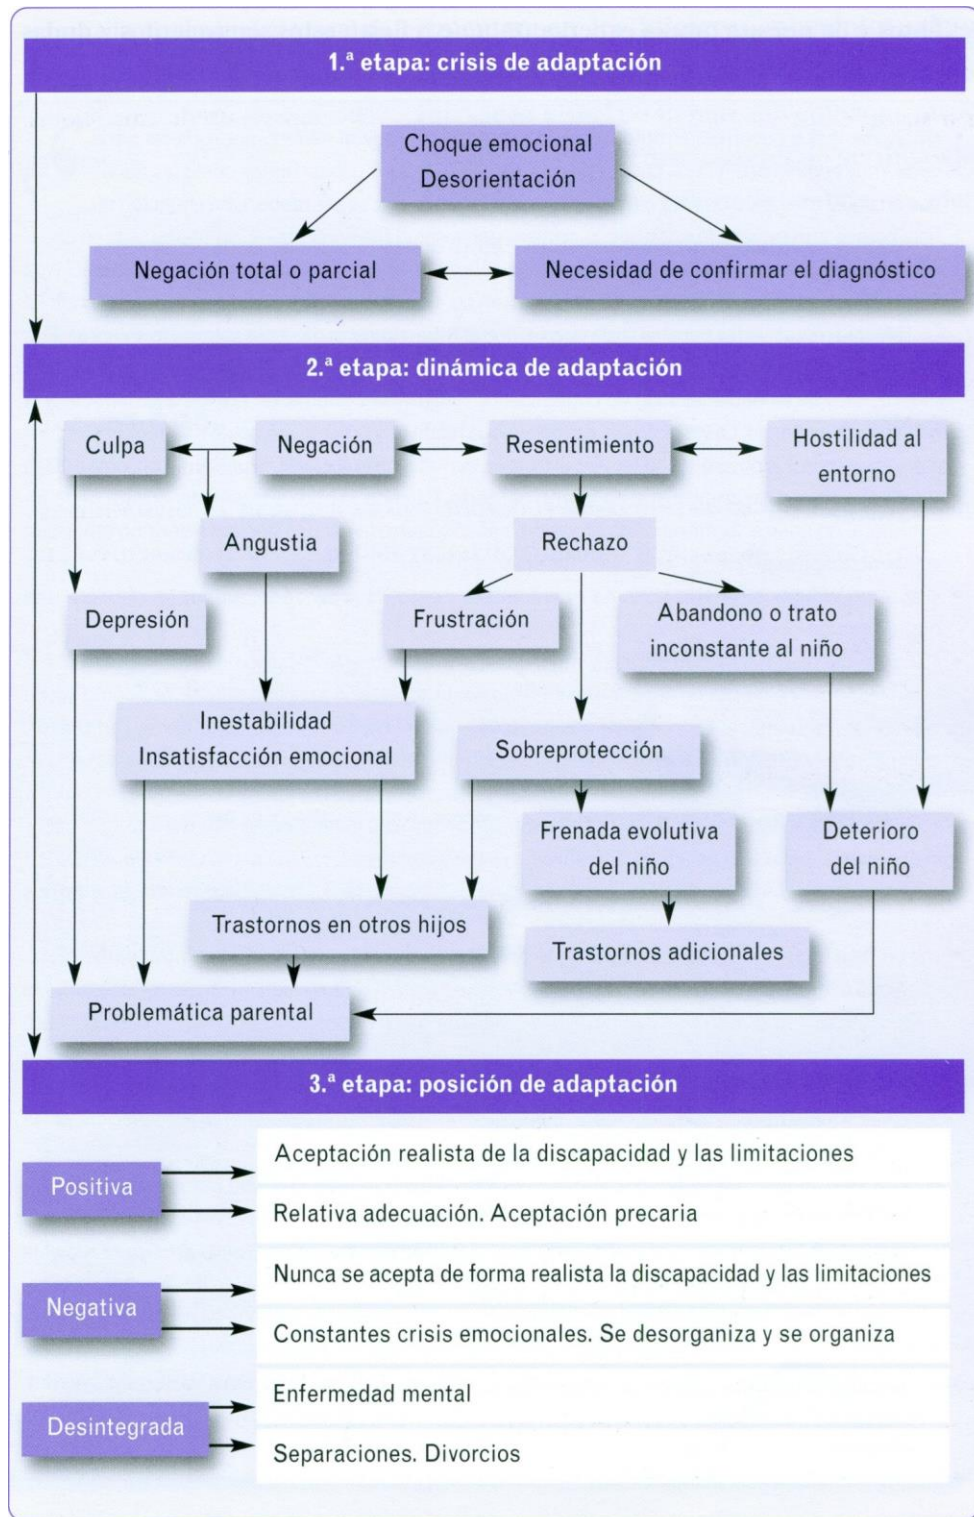 1.ª etapa: crisis de adaptación
Choque emocional
Desorientación
Negación total o parcial
Necesidad de confirmar el diagnóstico
2.ª etapa: dinámica de adaptación
Culpa
Negación
Resentimiento
Hostilidad al
entorno
Angustia
Rechazo
Depresión
Frustración
Abandono o trato
inconstante al niño
Inestabilidad
Insatisfacción emocional
Sobreprotección
Frenada evolutiva
del niño
Deterioro
del niño
Trastornos en otros hijos
Trastornos adicionales
Problemática parental
3.ª etapa: posición de adaptación
Positiva
Aceptación realista de la discapacidad y las limitaciones
Relativa adecuación. Aceptación precaria
Negativa
Nunca se acepta de forma realista la discapacidad y las limitaciones
Constantes crisis emocionales. Se desorganiza y se organiza
Desintegrada
Enfermedad mental
Separaciones. Divorcios